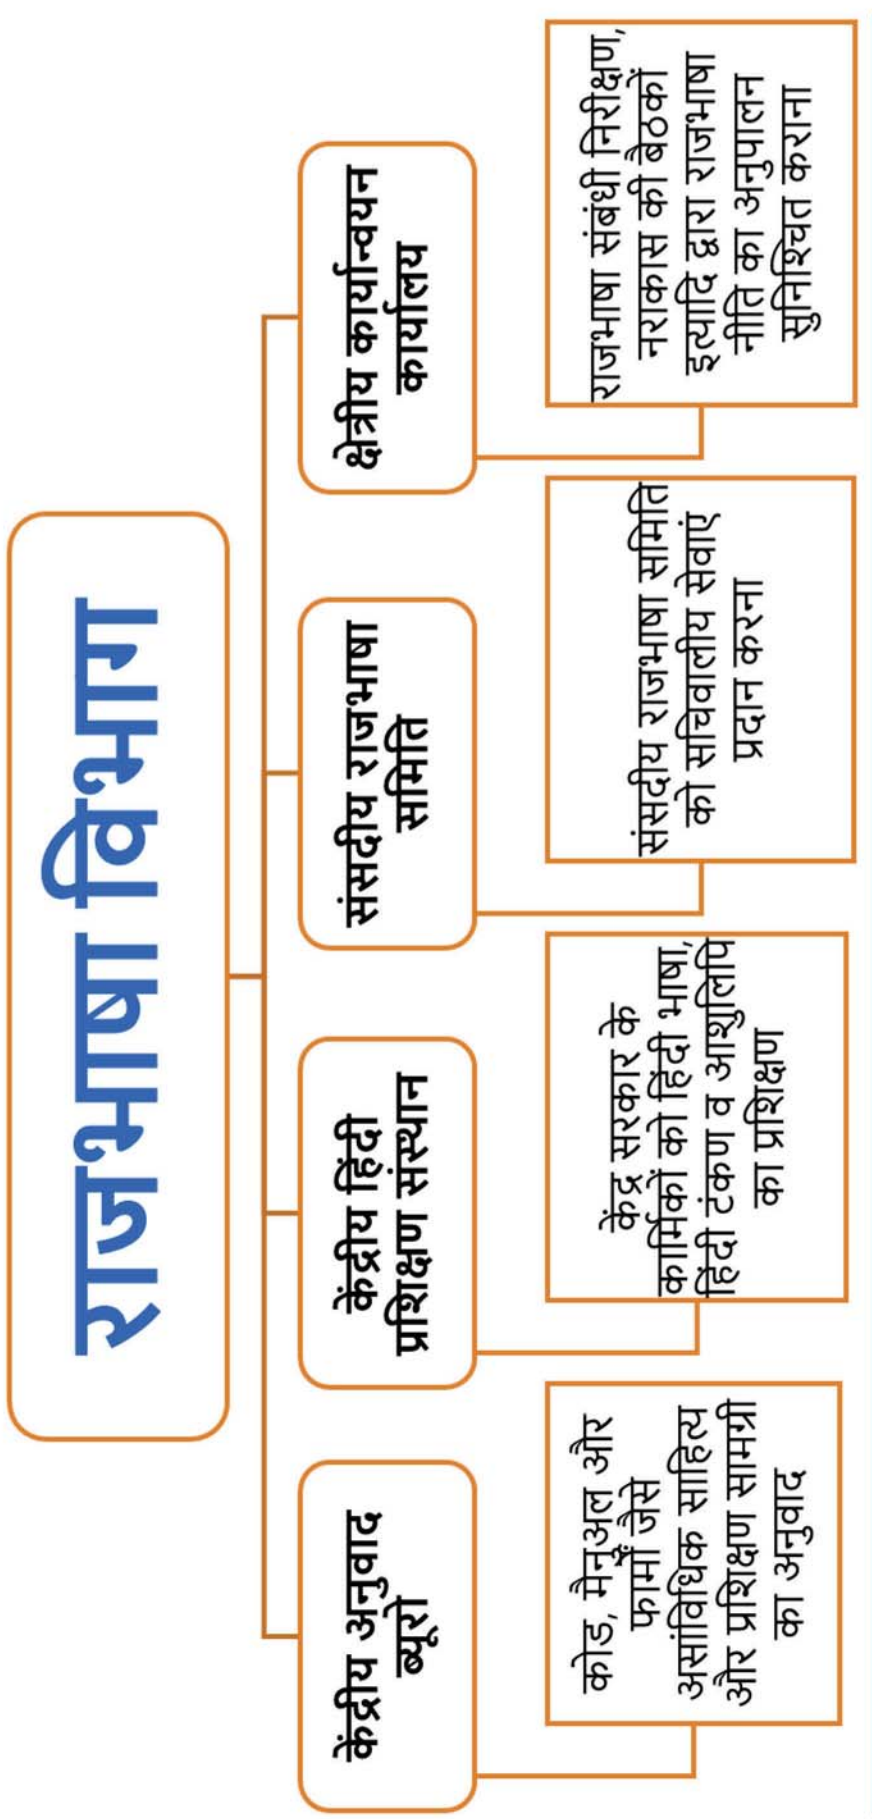 राजभाषा विभाग
केंद्रीय अनुवाद
ब्यूरो
कोड, मैनुअल और
फार्मों जैसे
असांविधिक साहित्य
और प्रशिक्षण सामग्री
का अनुवाद
केंद्रीय हिंदी
प्रशिक्षण संस्थान
केंद्र सरकार के
कार्मिकों को हिंदी भाषा,
हिंदी टंकण व आशुलिपि
का प्रशिक्षण
संसदीय राजभाषा
समिति
संसदीय राजभाषा समिति
को सचिवालीय सेवाएं
प्रदान करना
क्षेत्रीय कार्यान्वयन
कार्यालय
राजभाषा संबंधी निरीक्षण,
नराकास की बैठकों
इत्यादि द्वारा राजभाषा
नीति का अनुपालन
सुनिश्चित कराना